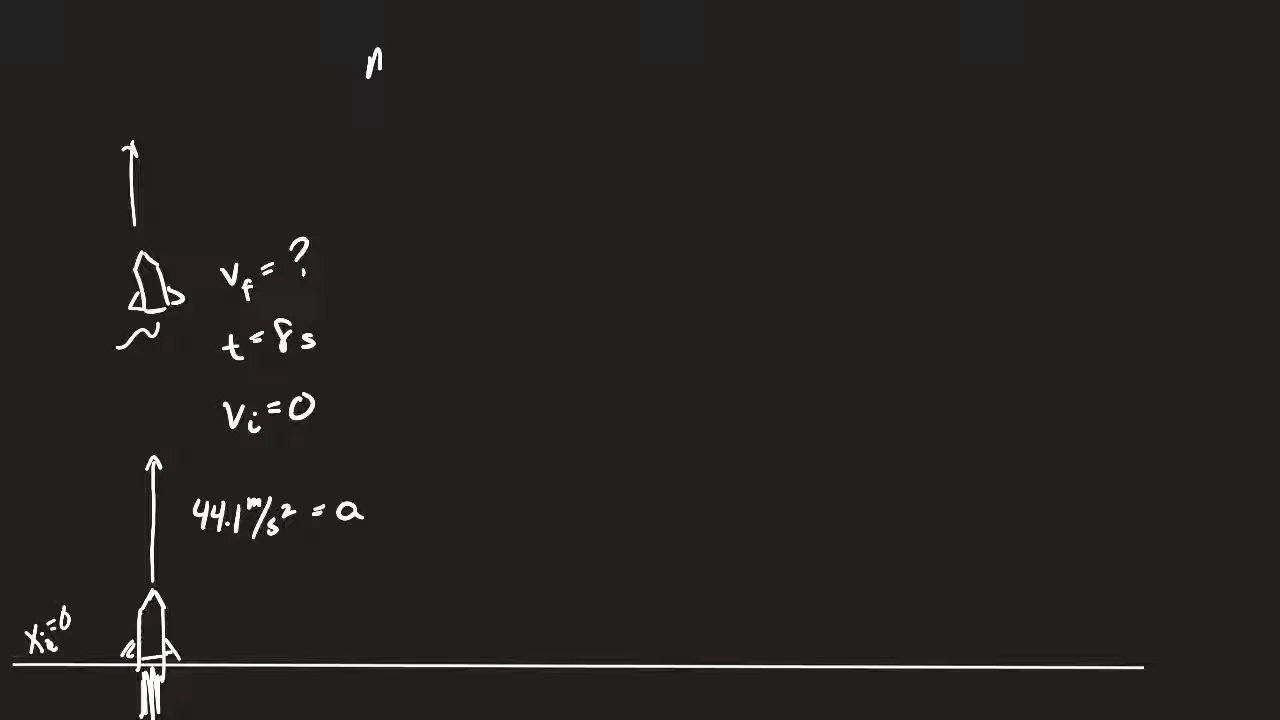 n
v_f = ?
t = 8 s
v_i = 0
44.1 m/s² = a
x_i = 0